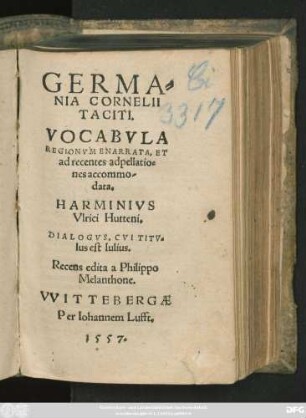 GERMA-
NIA CORNELII
TACITI.
VOCABVLA
REGIONVM ENARRATA, ET
ad recentes adpellatio-
nes accommo-
data.
HARMINIVS
Vlrici Hutteni.
DIALOGVS, CVI TITV-
lus est Iulius.
Recens edita a Philippo
Melanthone.
VVITTEBERGÆ
Per Iohannem Lufft.
1557.
3317